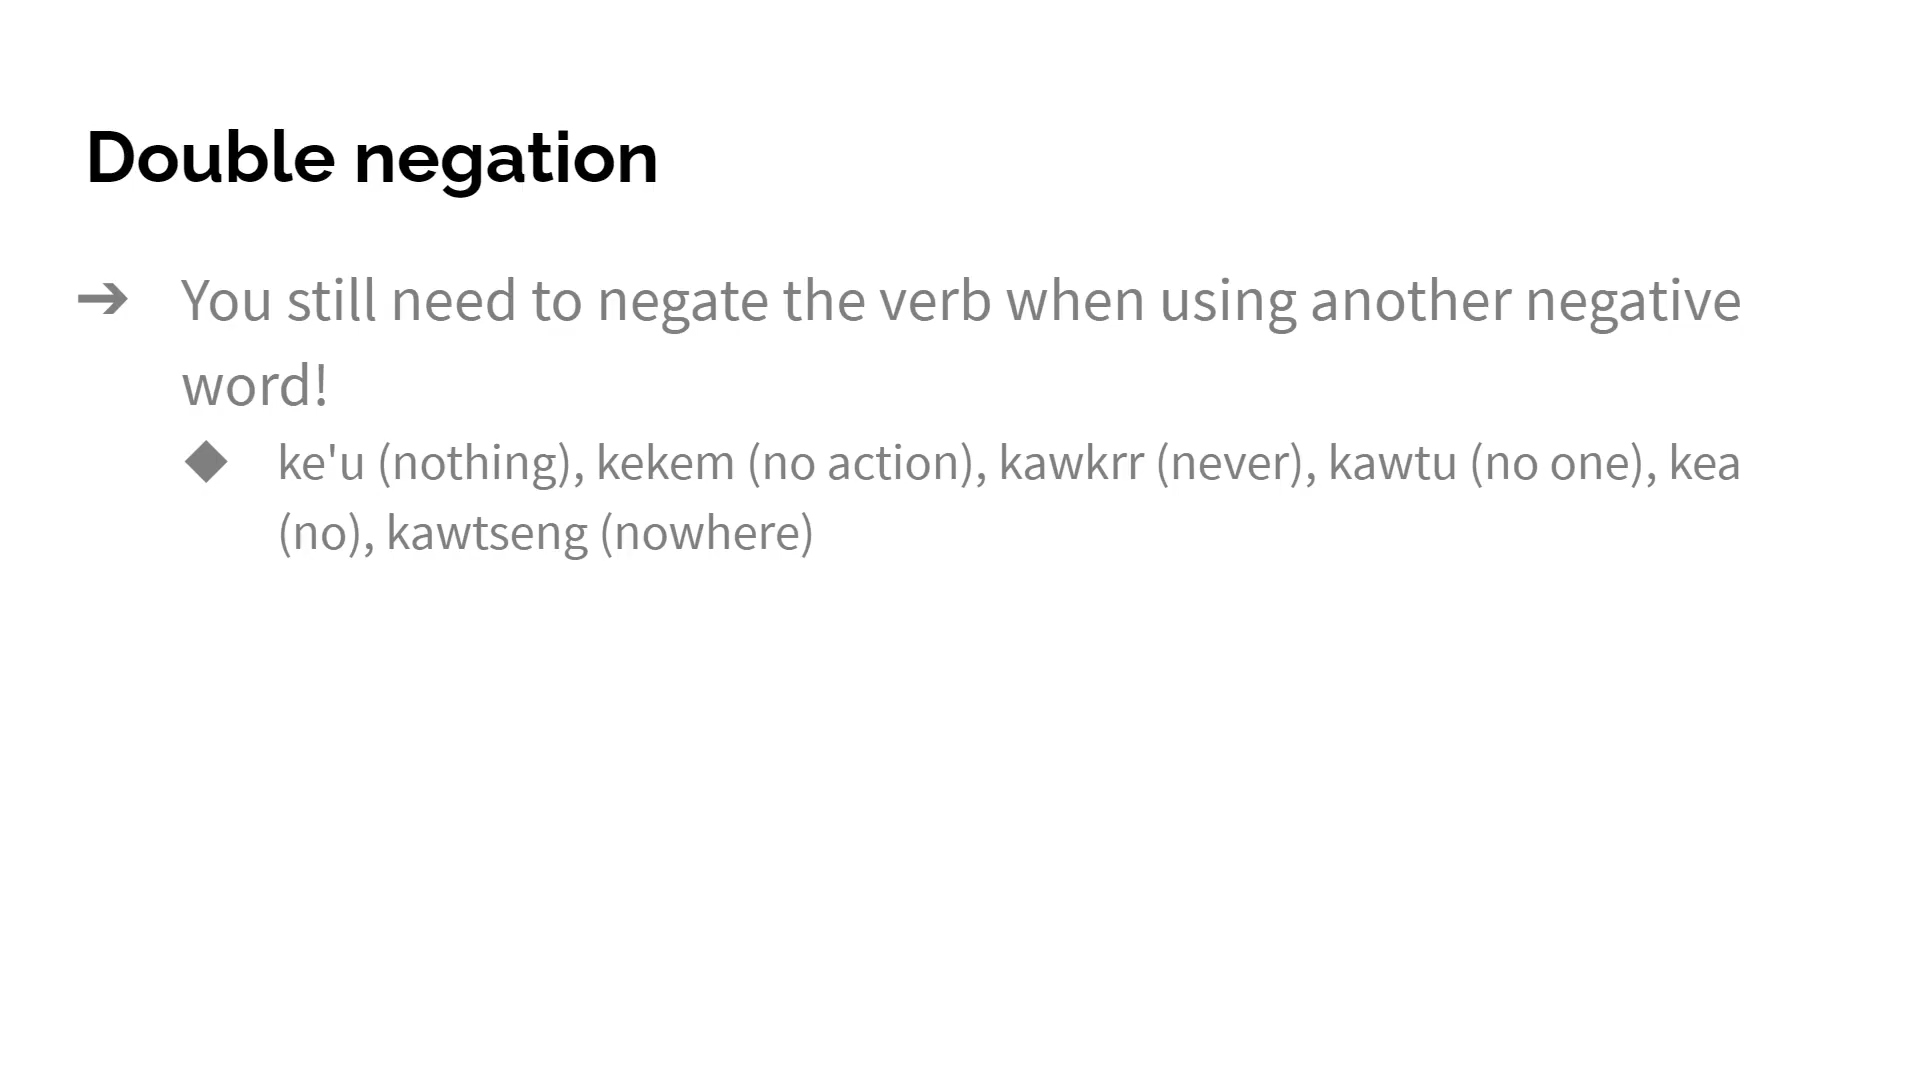 Double negation
➔ You still need to negate the verb when using another negative
word!
◆ ke'u (nothing), kekem (no action), kawkrr (never), kawtu (no one), kea
(no), kawtseng (nowhere)